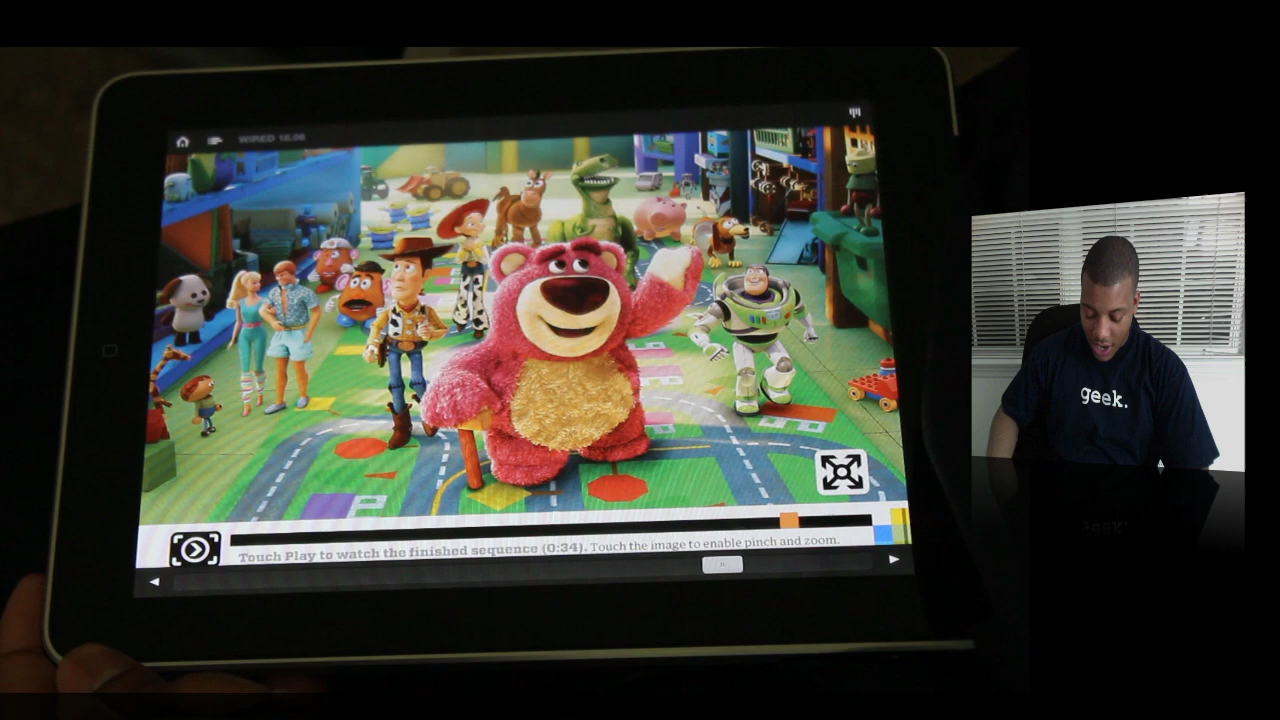 WIRED 18.06
geek.
Touch Play to watch the finished sequence (0:34). Touch the image to enable pinch and zoom.